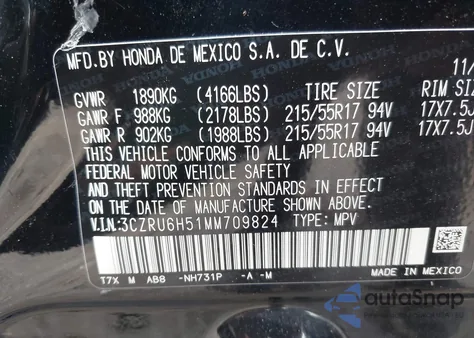 MFD.BY HONDA DE MEXICO S.A. DE C.V. 11/
GVWR 1890KG (4166LBS) TIRE SIZE RIM SIZ
GAWR F 988KG (2178LBS) 215/55R17 94V 17X7.5J
GAWR R 902KG (1988LBS) 215/55R17 94V 17X7.5J
THIS VEHICLE CONFORMS TO ALL APPLICABLE
FEDERAL MOTOR VEHICLE SAFETY
AND THEFT PREVENTION STANDARDS IN EFFECT
ON THE DATE OF MANUFACTURE SHOWN ABOVE.
V.I.N: 3CZRU6H51MM709824 TYPE: MPV
T7X M AB8 -NH731P -A -M MADE IN MEXICO
autoSnap